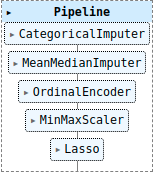 ▸ Pipeline
▸ CategoricalImputer
▸ MeanMedianImputer
▸ OrdinalEncoder
▸ MinMaxScaler
▸ Lasso